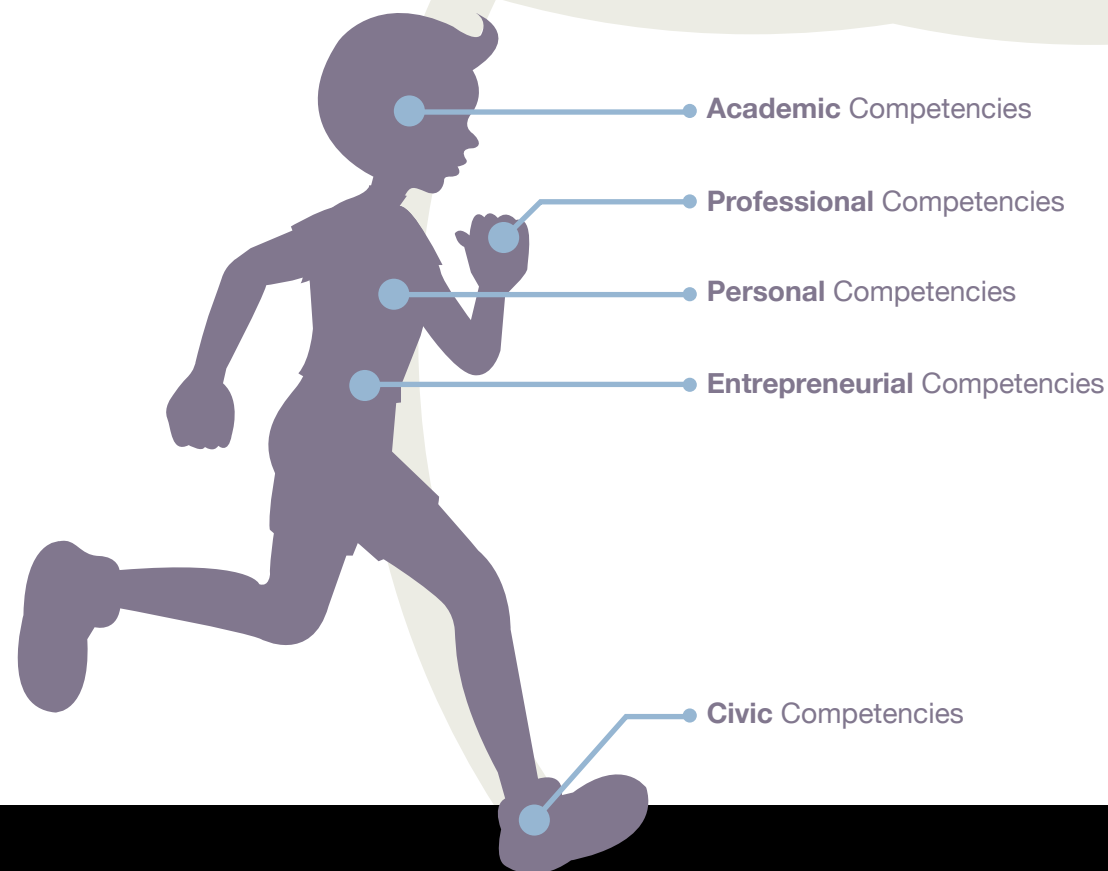 Academic Competencies
Professional Competencies
Personal Competencies
Entrepreneurial Competencies
Civic Competencies